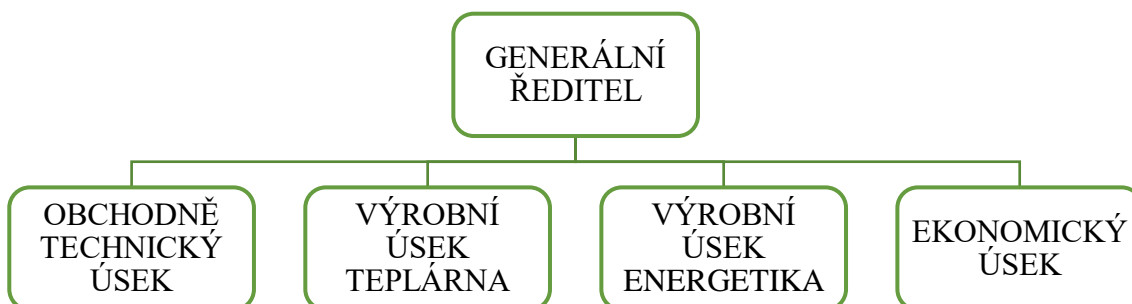 GENERÁLNÍ
ŘEDITEL
OBCHODNĚ
TECHNICKÝ
ÚSEK
VÝROBNÍ
ÚSEK
TEPLÁRNA
VÝROBNÍ
ÚSEK
ENERGETIKA
EKONOMICKÝ
ÚSEK